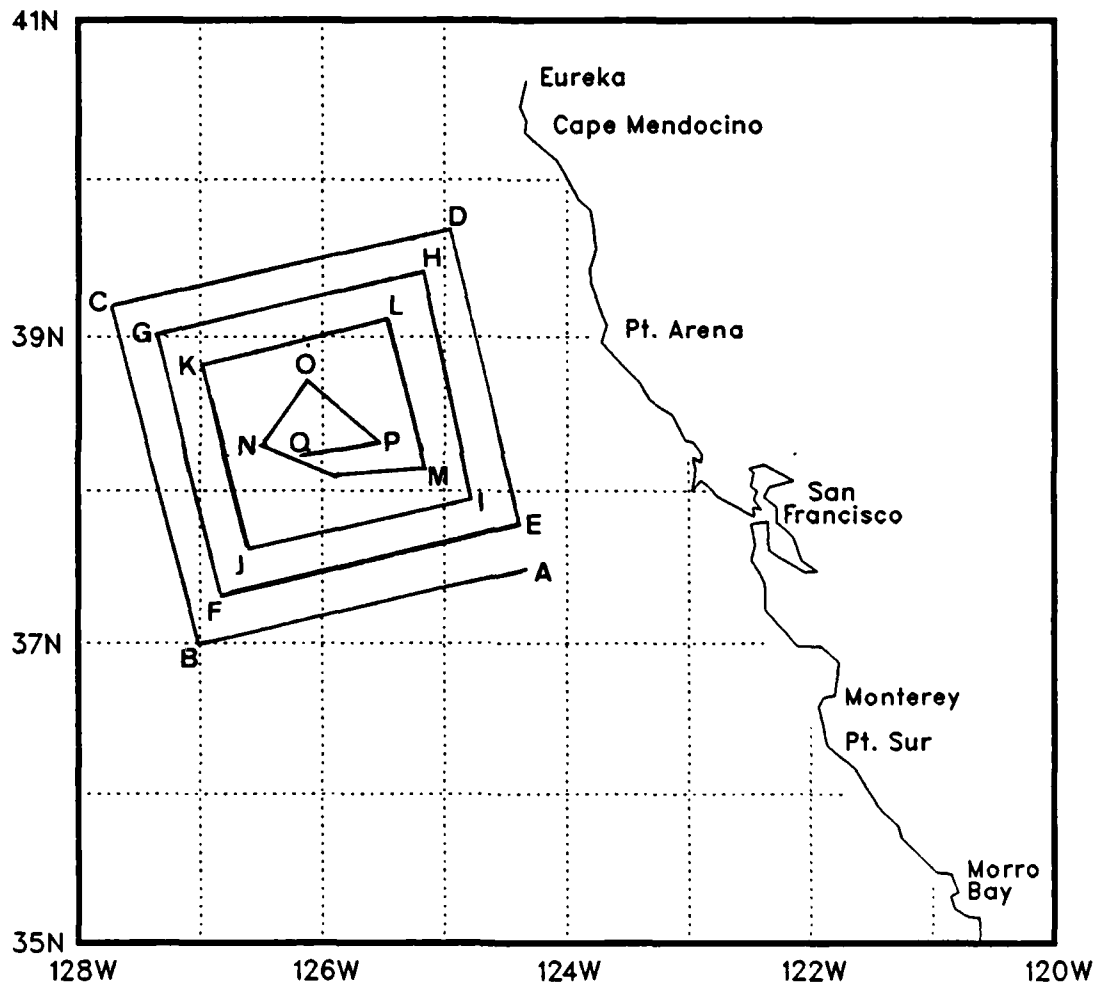 41N
Eureka
Cape Mendocino
D
H
C
L
G
39N
Pt. Arena
K
O
N
Q
P
M
I
San
Francisco
E
J
A
F
37N
B
Monterey
Pt. Sur
Morro
Bay
35N
128W
126W
124W
122W
120W